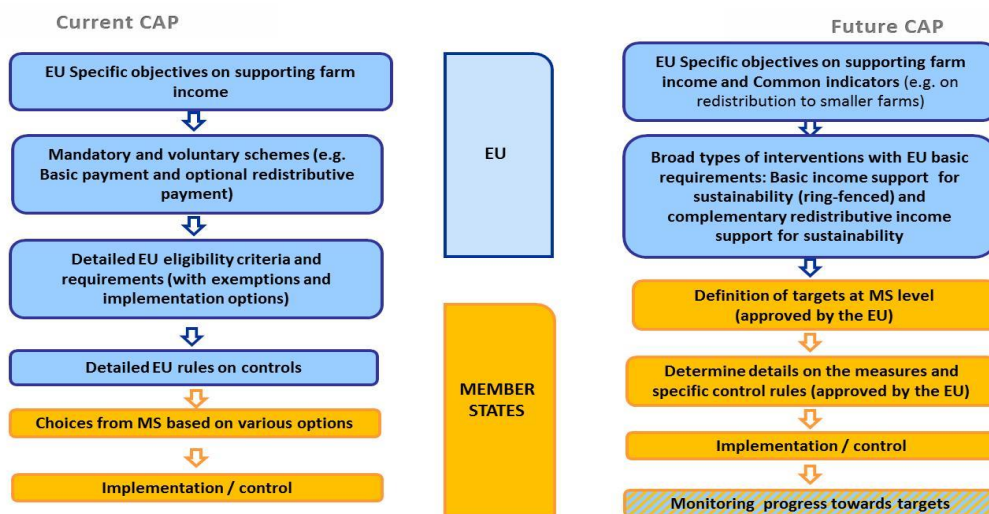 Current CAP
EU Specific objectives on supporting farm
income
Mandatory and voluntary schemes (e.g.
Basic payment and optional redistributive
payment)
Detailed EU eligibility criteria and
requirements (with exemptions and
implementation options)
Detailed EU rules on controls
Choices from MS based on various options
Implementation / control
EU
MEMBER
STATES
Future CAP
EU Specific objectives on supporting farm
income and Common indicators (e.g. on
redistribution to smaller farms)
Broad types of interventions with EU basic
requirements: Basic income support for
sustainability (ring-fenced) and
complementary redistributive income
support for sustainability
Definition of targets at MS level
(approved by the EU)
Determine details on the measures and
specific control rules (approved by the EU)
Implementation / control
Monitoring progress towards targets